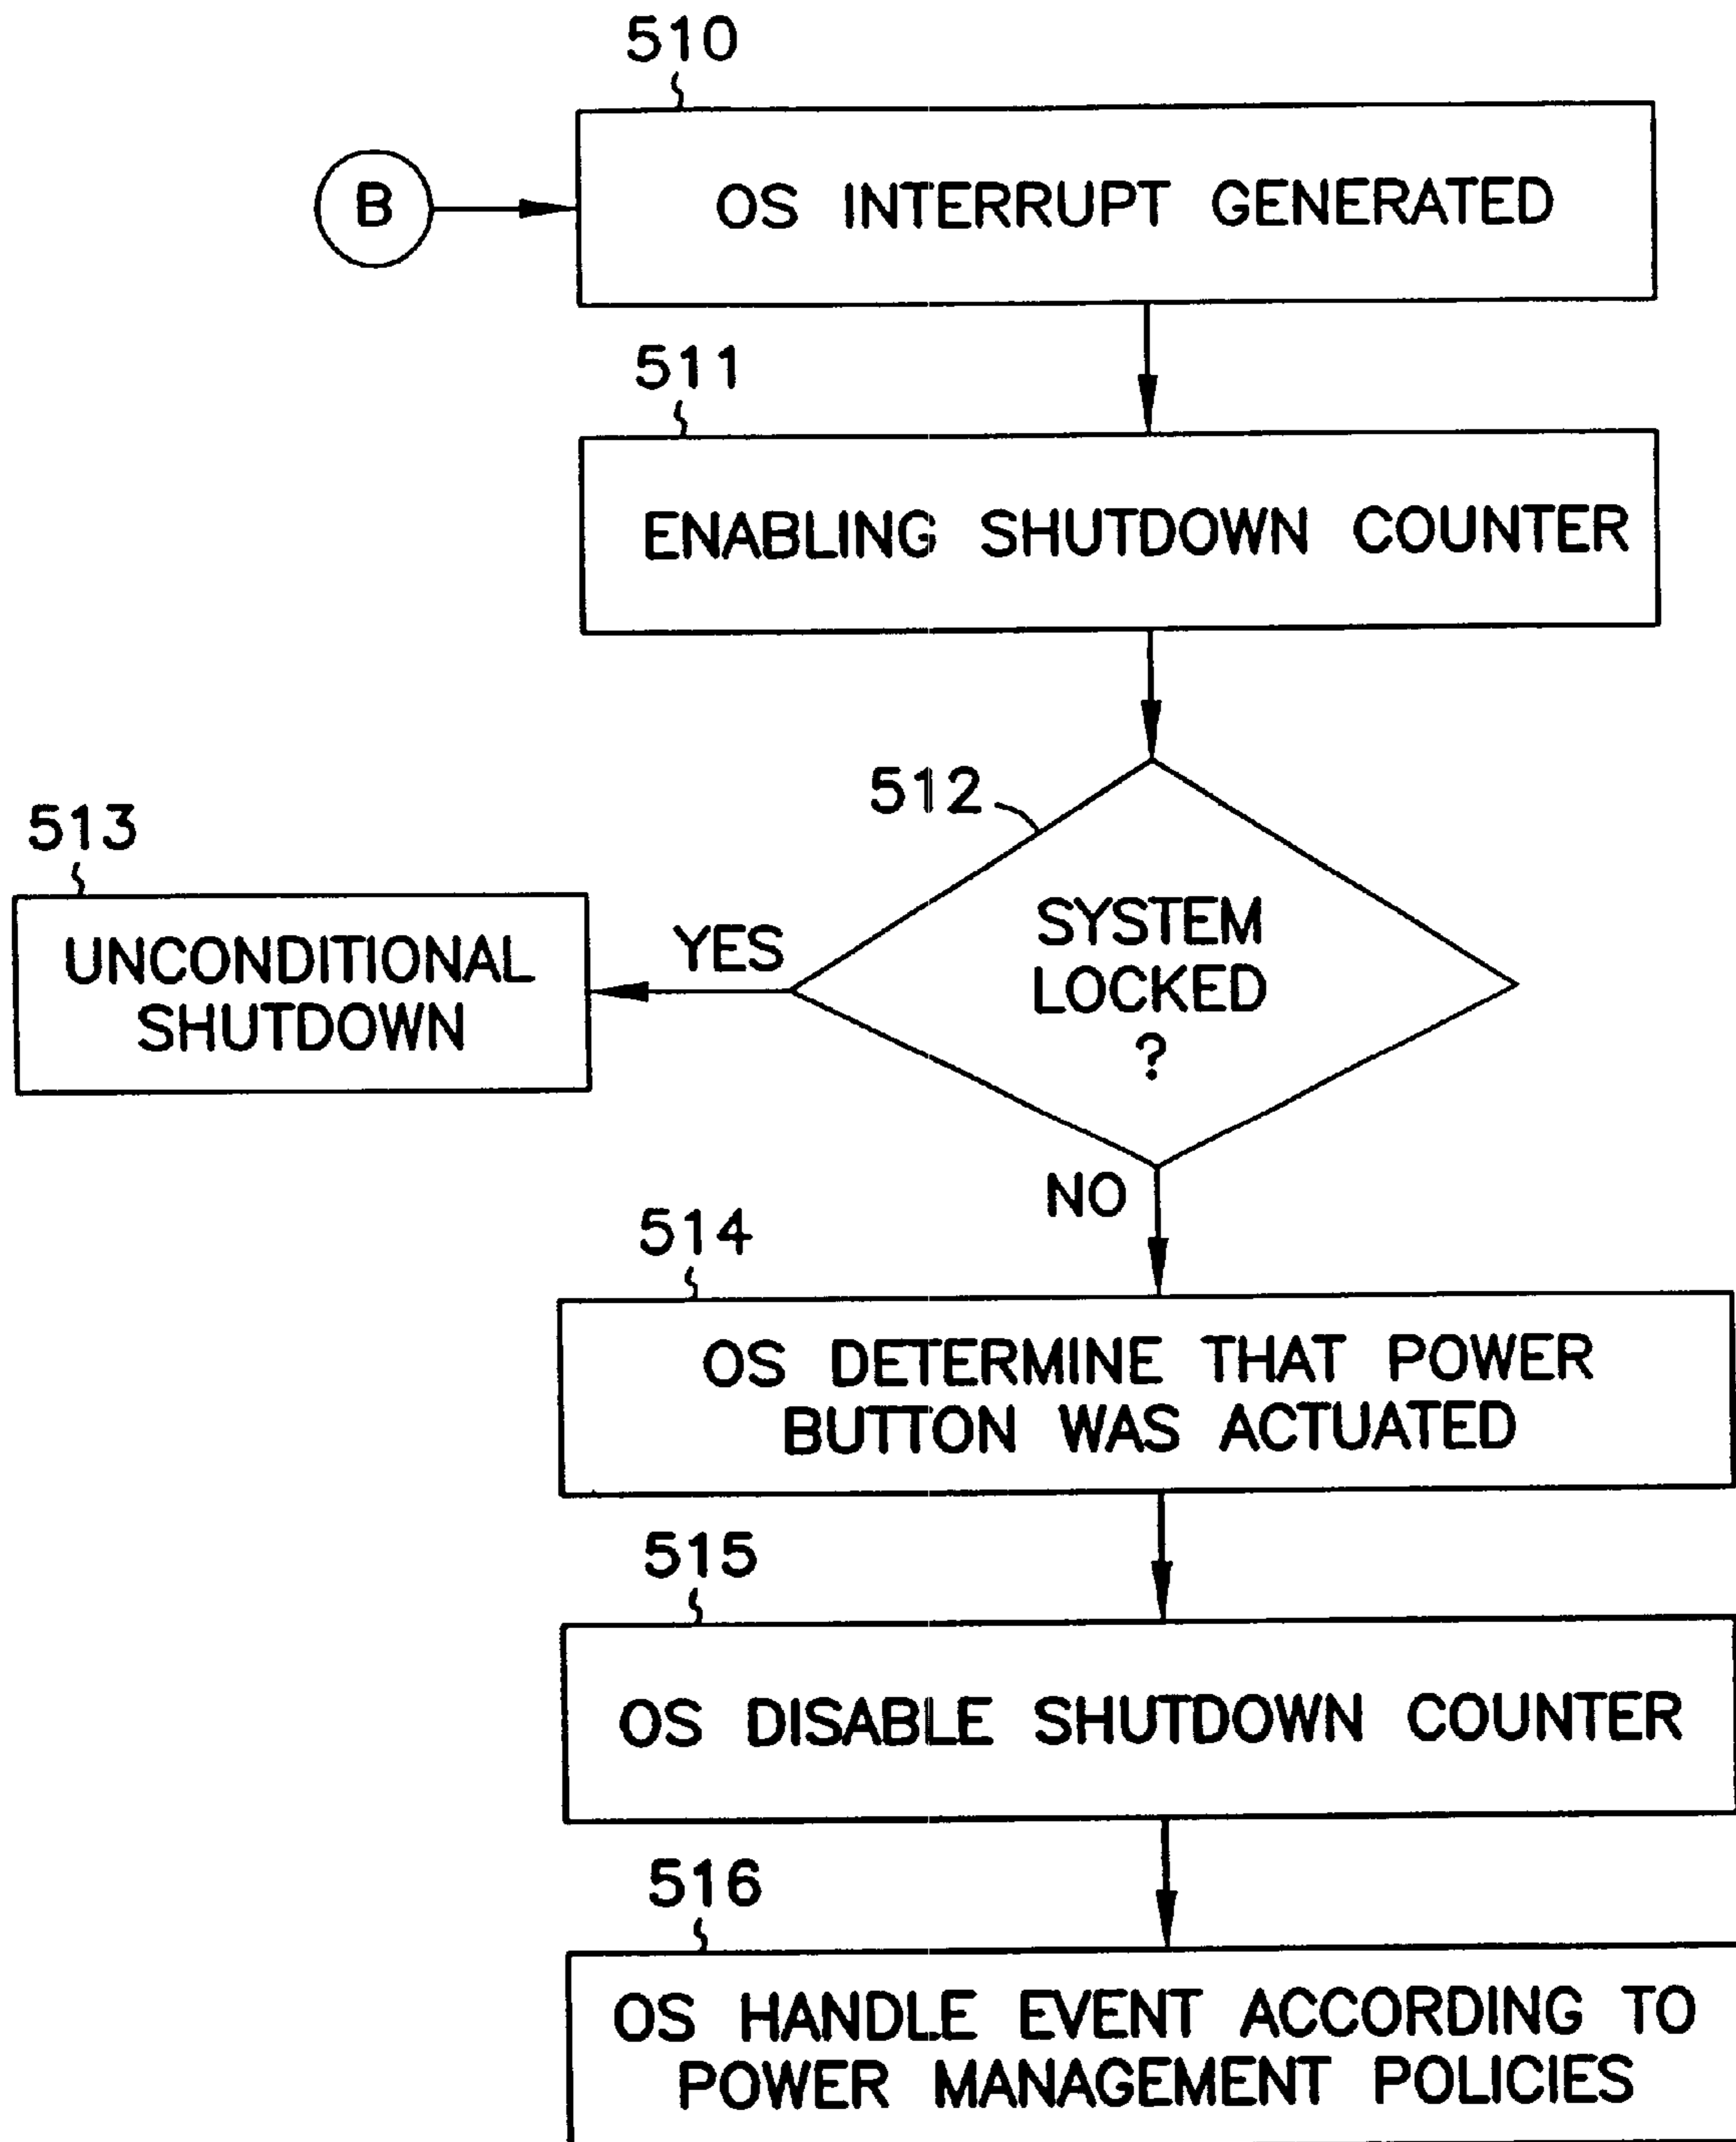 510
B
OS INTERRUPT GENERATED
511
ENABLING SHUTDOWN COUNTER
512
SYSTEM
LOCKED
?
YES
513
UNCONDITIONAL
SHUTDOWN
NO
514
OS DETERMINE THAT POWER
BUTTON WAS ACTUATED
515
OS DISABLE SHUTDOWN COUNTER
516
OS HANDLE EVENT ACCORDING TO
POWER MANAGEMENT POLICIES